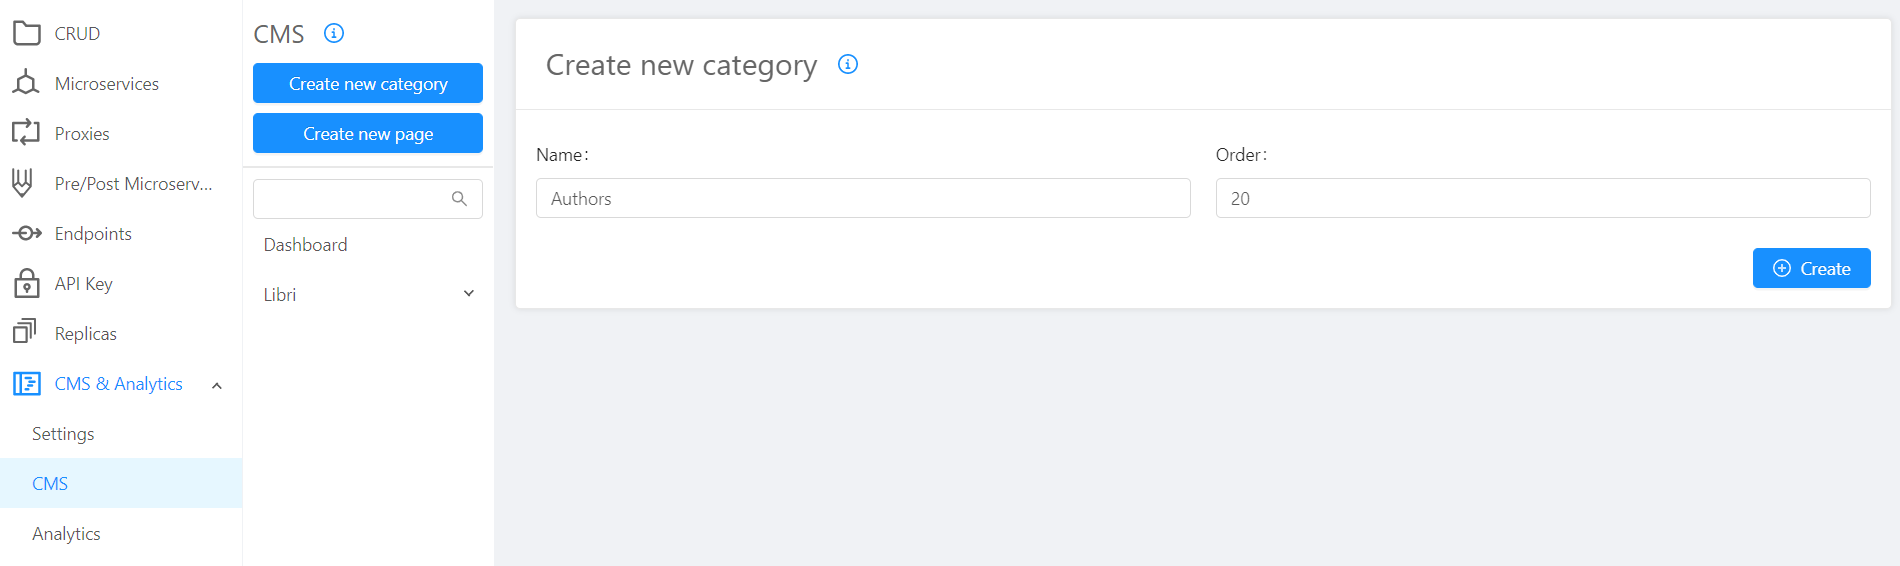 CRUD
Microservices
Proxies
Pre/Post Microserv...
Endpoints
API Key
Replicas
CMS & Analytics
Settings
CMS
Analytics
CMS
Create new category
Create new page
Dashboard
Libri
Create new category
Name:
Order:
Authors
20
Create